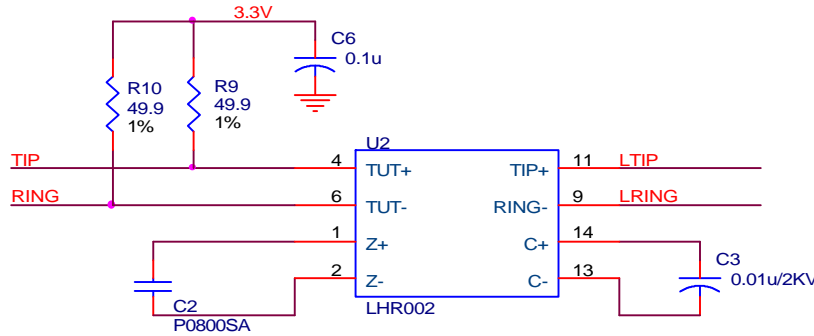 3.3V
C6
0.1u
R10
49.9
1%
R9
49.9
1%
U2
TIP
4
TUT+
TIP+
11
LTIP
RING
6
TUT-
RING-
9
LRING
1
Z+
C+
14
2
Z-
C-
13
C3
0.01u/2KV
C2
P0800SA
LHR002